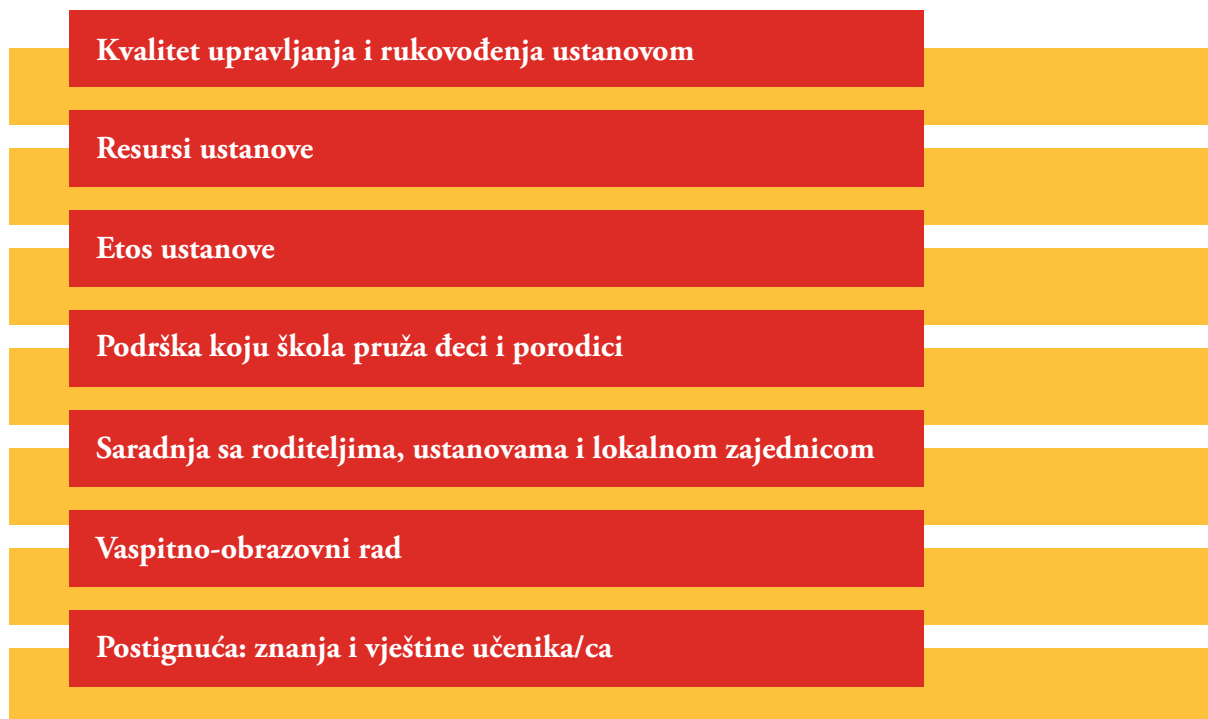 Kvalitet upravljanja i rukovođenja ustanovom
Resursi ustanove
Etos ustanove
Podrška koju škola pruža đeci i porodici
Saradnja sa roditeljima, ustanovama i lokalnom zajednicom
Vaspitno-obrazovni rad
Postignuća: znanja i vještine učenika/ca